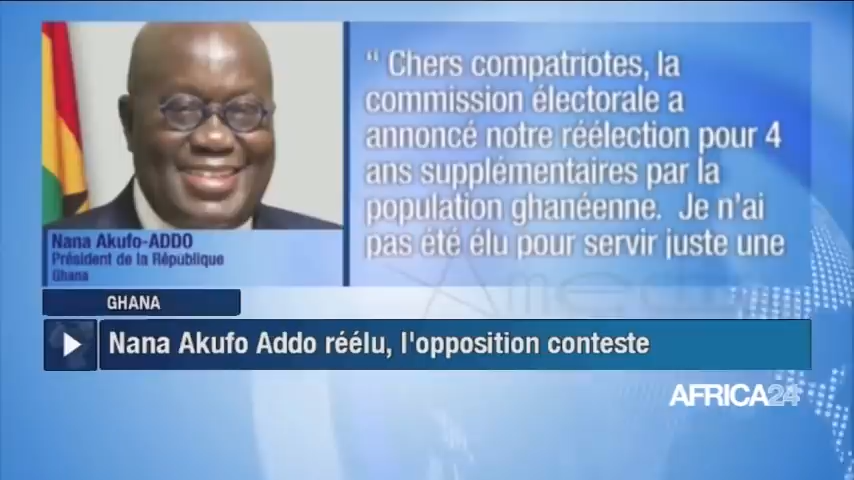 “ Chers compatriotes, la
commission électorale a
annoncé notre réélection pour 4
ans supplémentaires par la
population ghanéenne. Je n'ai
pas été élu pour servir juste une
Nana Akufo-ADDO
Président de la République
Ghana
GHANA
Nana Akufo Addo réélu, l'opposition conteste
AFRICA24